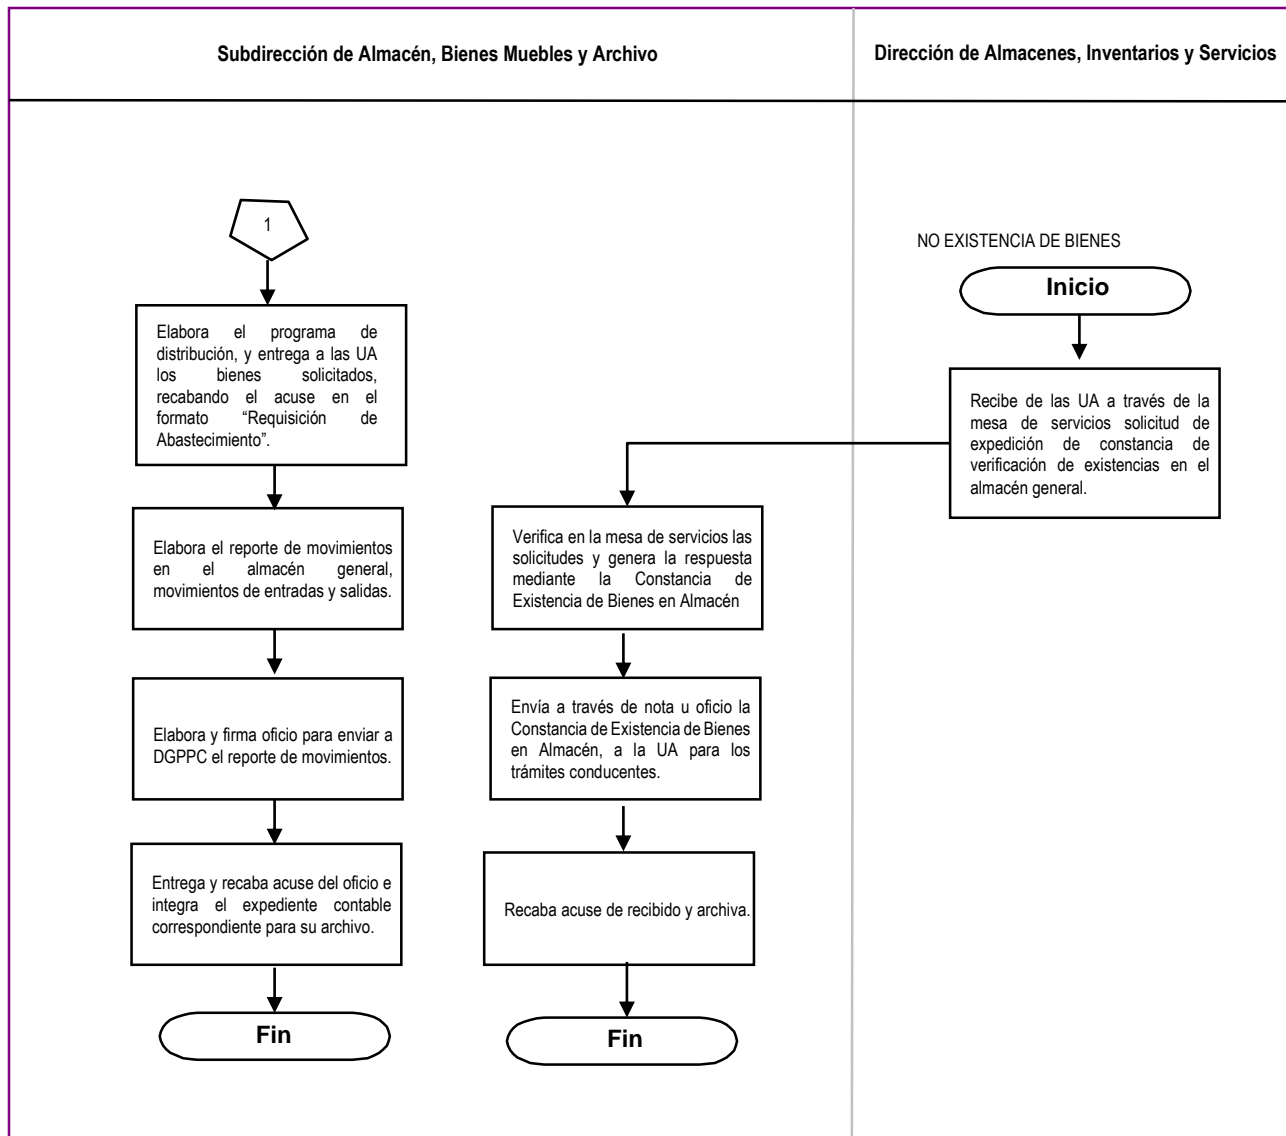 Subdirección de Almacén, Bienes Muebles y Archivo
Dirección de Almacenes, Inventarios y Servicios
1
Elabora el programa de
distribución, y entrega a las UA
los bienes solicitados,
recabando el acuse en el
formato “Requisición de
Abastecimiento”.
Elabora el reporte de movimientos
en el almacén general,
movimientos de entradas y salidas.
Elabora y firma oficio para enviar a
DGPPC el reporte de movimientos.
Entrega y recaba acuse del oficio e
integra el expediente contable
correspondiente para su archivo.
Fin
NO EXISTENCIA DE BIENES
Inicio
Recibe de las UA a través de la
mesa de servicios solicitud de
expedición de constancia de
verificación de existencias en el
almacén general.
Verifica en la mesa de servicios las
solicitudes y genera la respuesta
mediante la Constancia de
Existencia de Bienes en Almacén
Envía a través de nota u oficio la
Constancia de Existencia de Bienes
en Almacén, a la UA para los
trámites conducentes.
Recaba acuse de recibido y archiva.
Fin